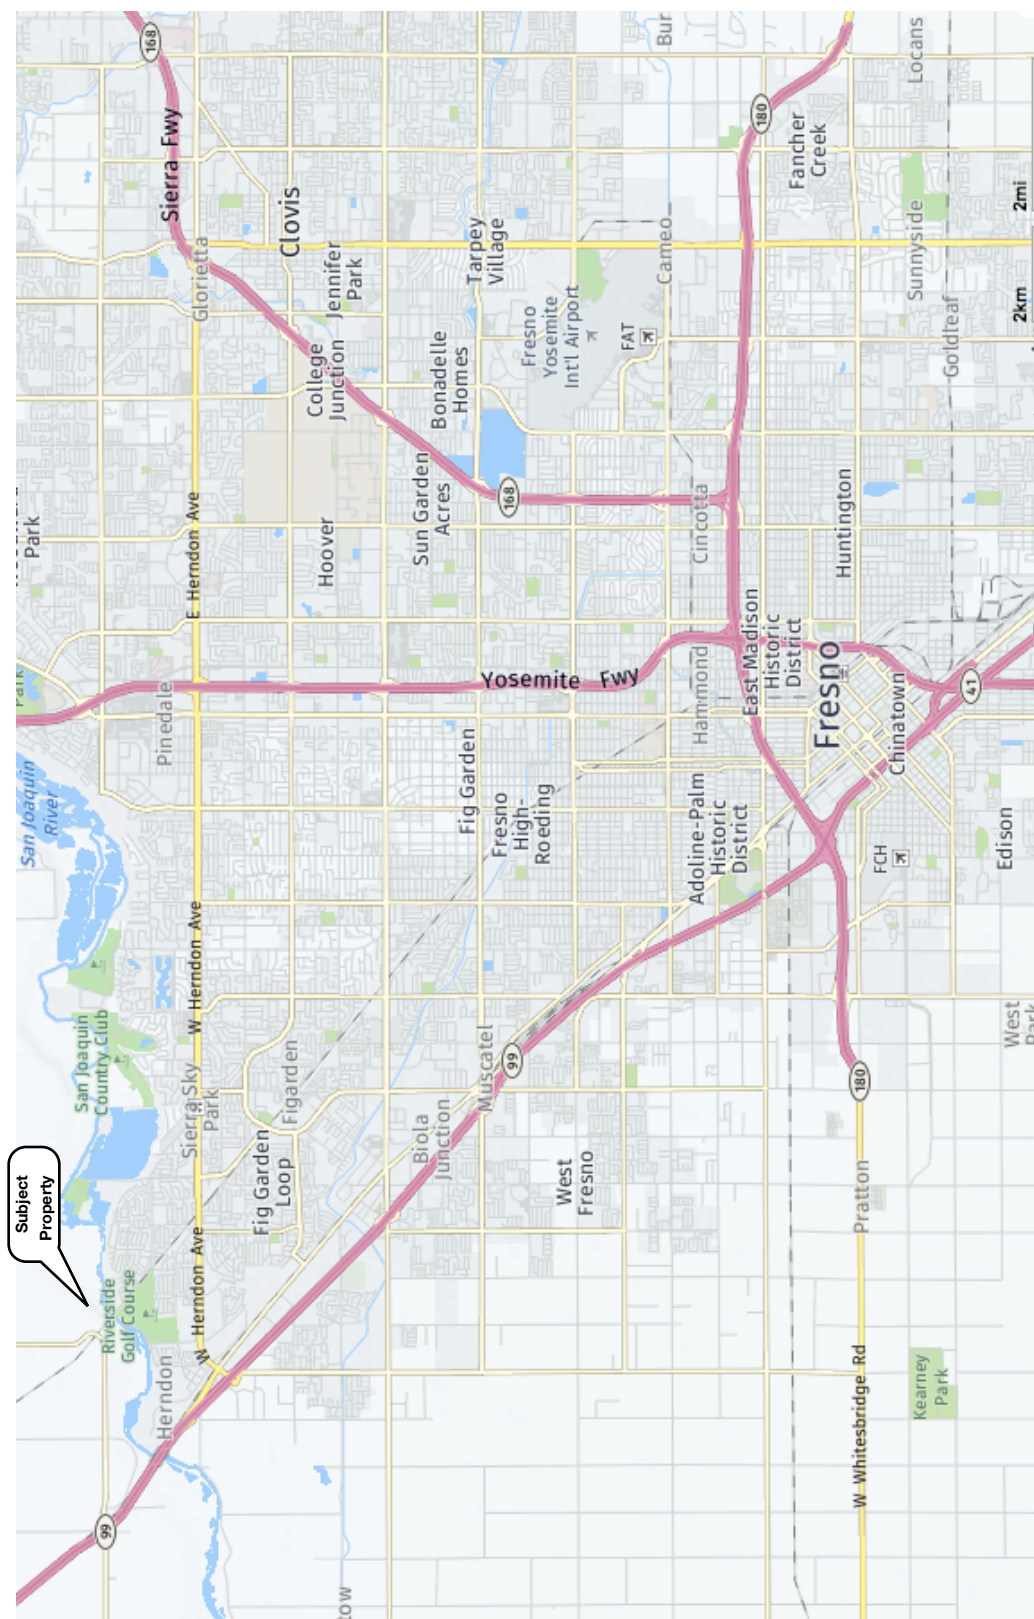 Subject
Property
San Joaquin
River
San Joaquin
Country Club
Riverside
Golf Course
Herndon
W Herndon Ave
W Herndon Ave
E Herndon Ave
Pinedale
Park
Park
Sierra Fwy
168
Glorietta
Clovis
Jennifer
Park
College
Junction
Hoover
Sierra Sky
Park
Figarden
Fig Garden
Loop
Biola
Junction
Muscatel
99
99
Sun Garden
Acres
Bonadelle
Homes
Tarpey
Village
168
Fresno
Yosemite
Int'l Airport
FAT
Cameo
Bur
Yosemite Fwy
Fig Garden
Fresno
High-
Roeding
West
Fresno
Hammond
Cincotta
Adoline-Palm
Historic
District
East Madison
Historic
District
180
Fancher
Creek
Locans
Huntington
Fresno
Chinatown
41
FCH
Edison
180
Pratton
W Whitesbridge Rd
Kearney
Park
West
Park
Sunnyside
Goldleaf
2km
2mi
tow